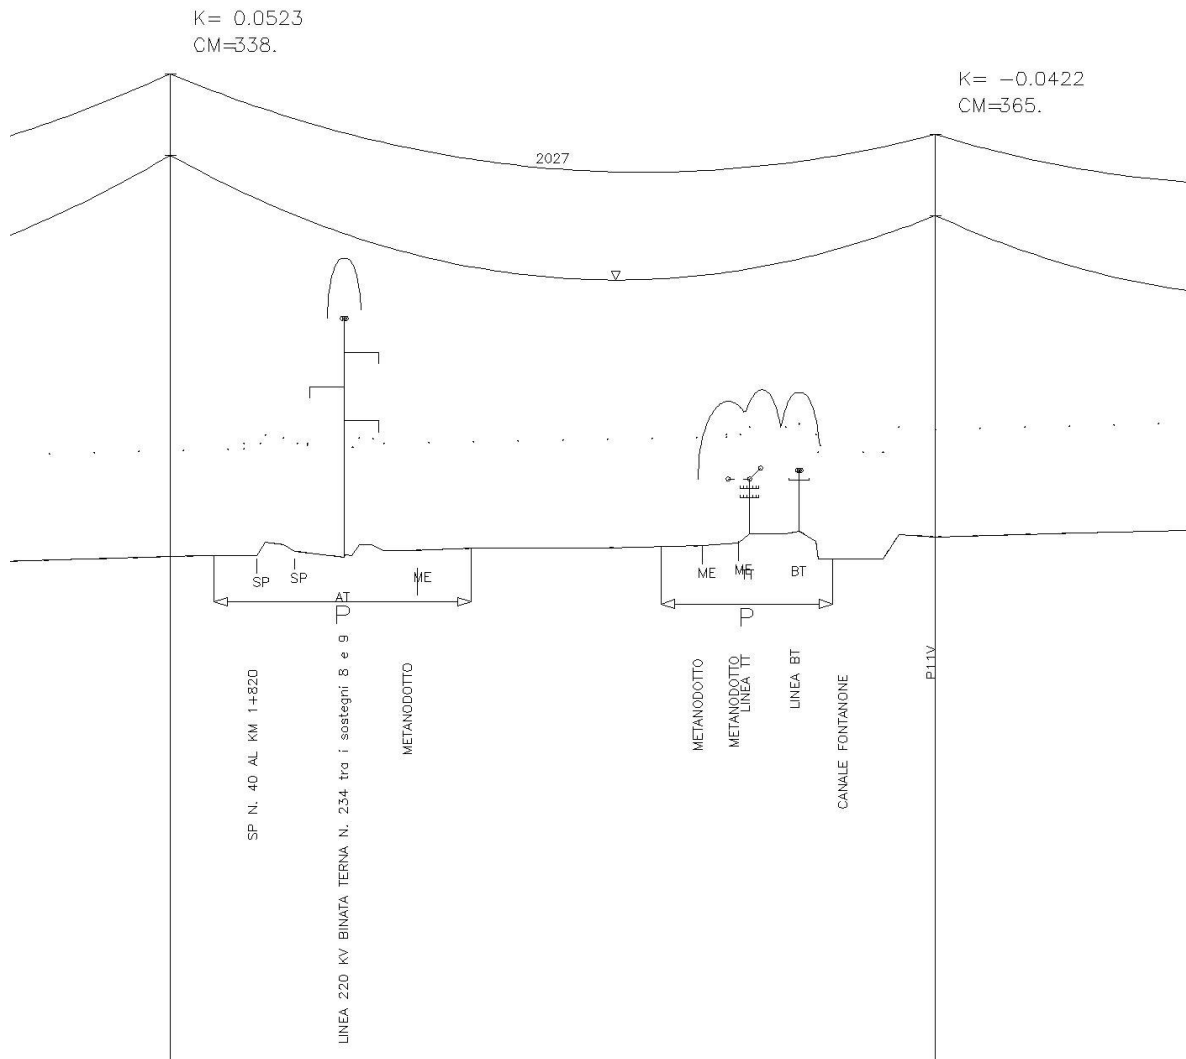 K= 0.0523
CM=338.
K= -0.0422
CM=365.
2027
SP
SP
AT
ME
P
ME
ME
TT
BT
P
SP N. 40 AL KM 1+820
LINEA 220 KV BINATA TERNA N. 234 tra i sostegni 8 e 9
METANODOTTO
METANODOTTO
METANODOTTO
LINEA TT
LINEA BT
CANALE FONTANONE
P11V